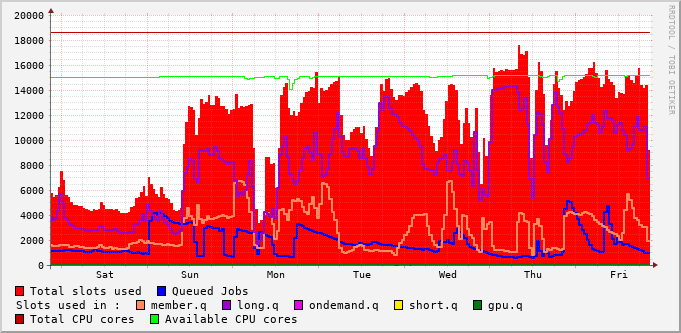 20000
18000
16000
14000
12000
10000
8000
6000
4000
2000
0
Sat Sun Mon Tue Wed Thu Fri
RRDTOOL / TOBI OETIKER
Total slots used Queued Jobs
Slots used in : member.q long.q ondemand.q short.q gpu.q
Total CPU cores Available CPU cores